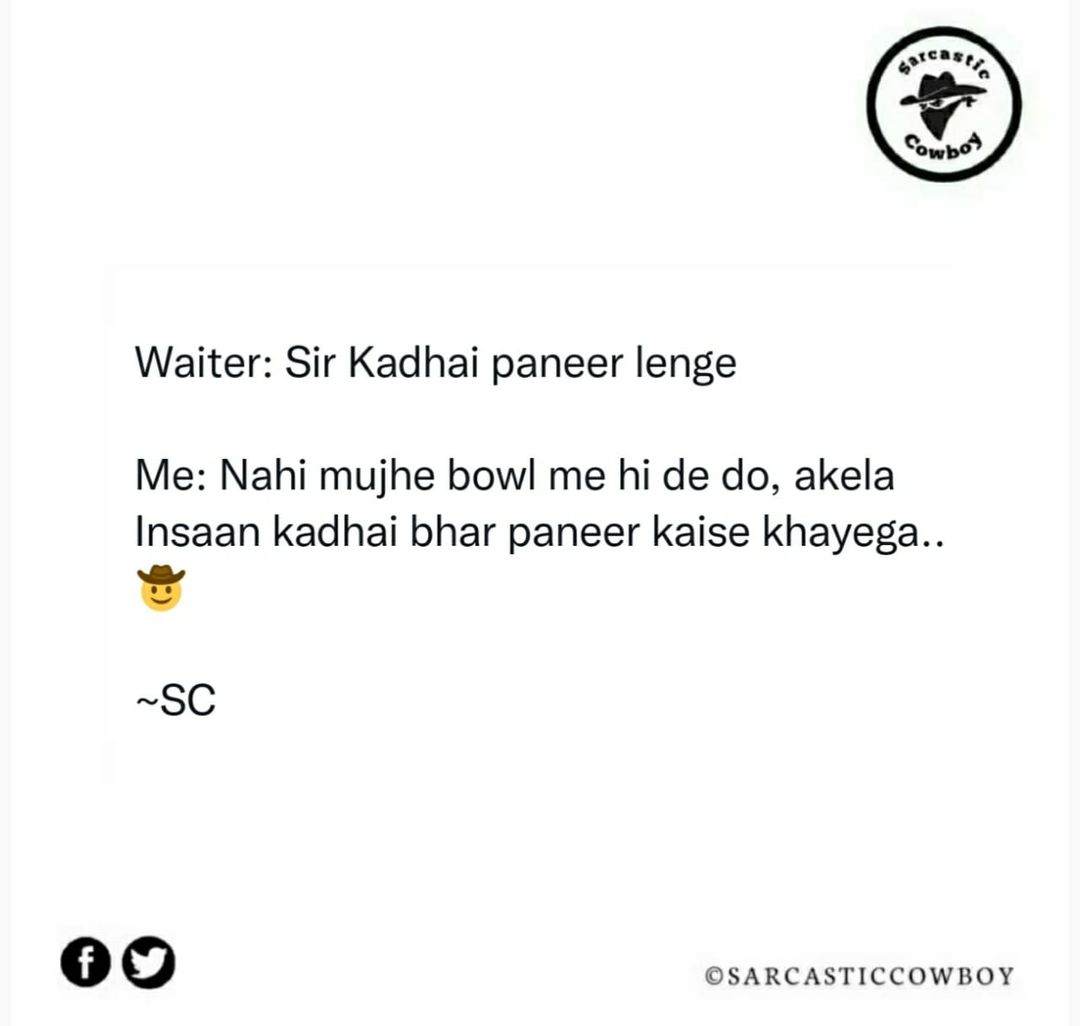 Sarcastic
Cowboy
Waiter: Sir Kadhai paneer lenge
Me: Nahi mujhe bowl me hi de do, akela
Insaan kadhai bhar paneer kaise khayega..
🤠
~SC
©SARCASTICCOWBOY